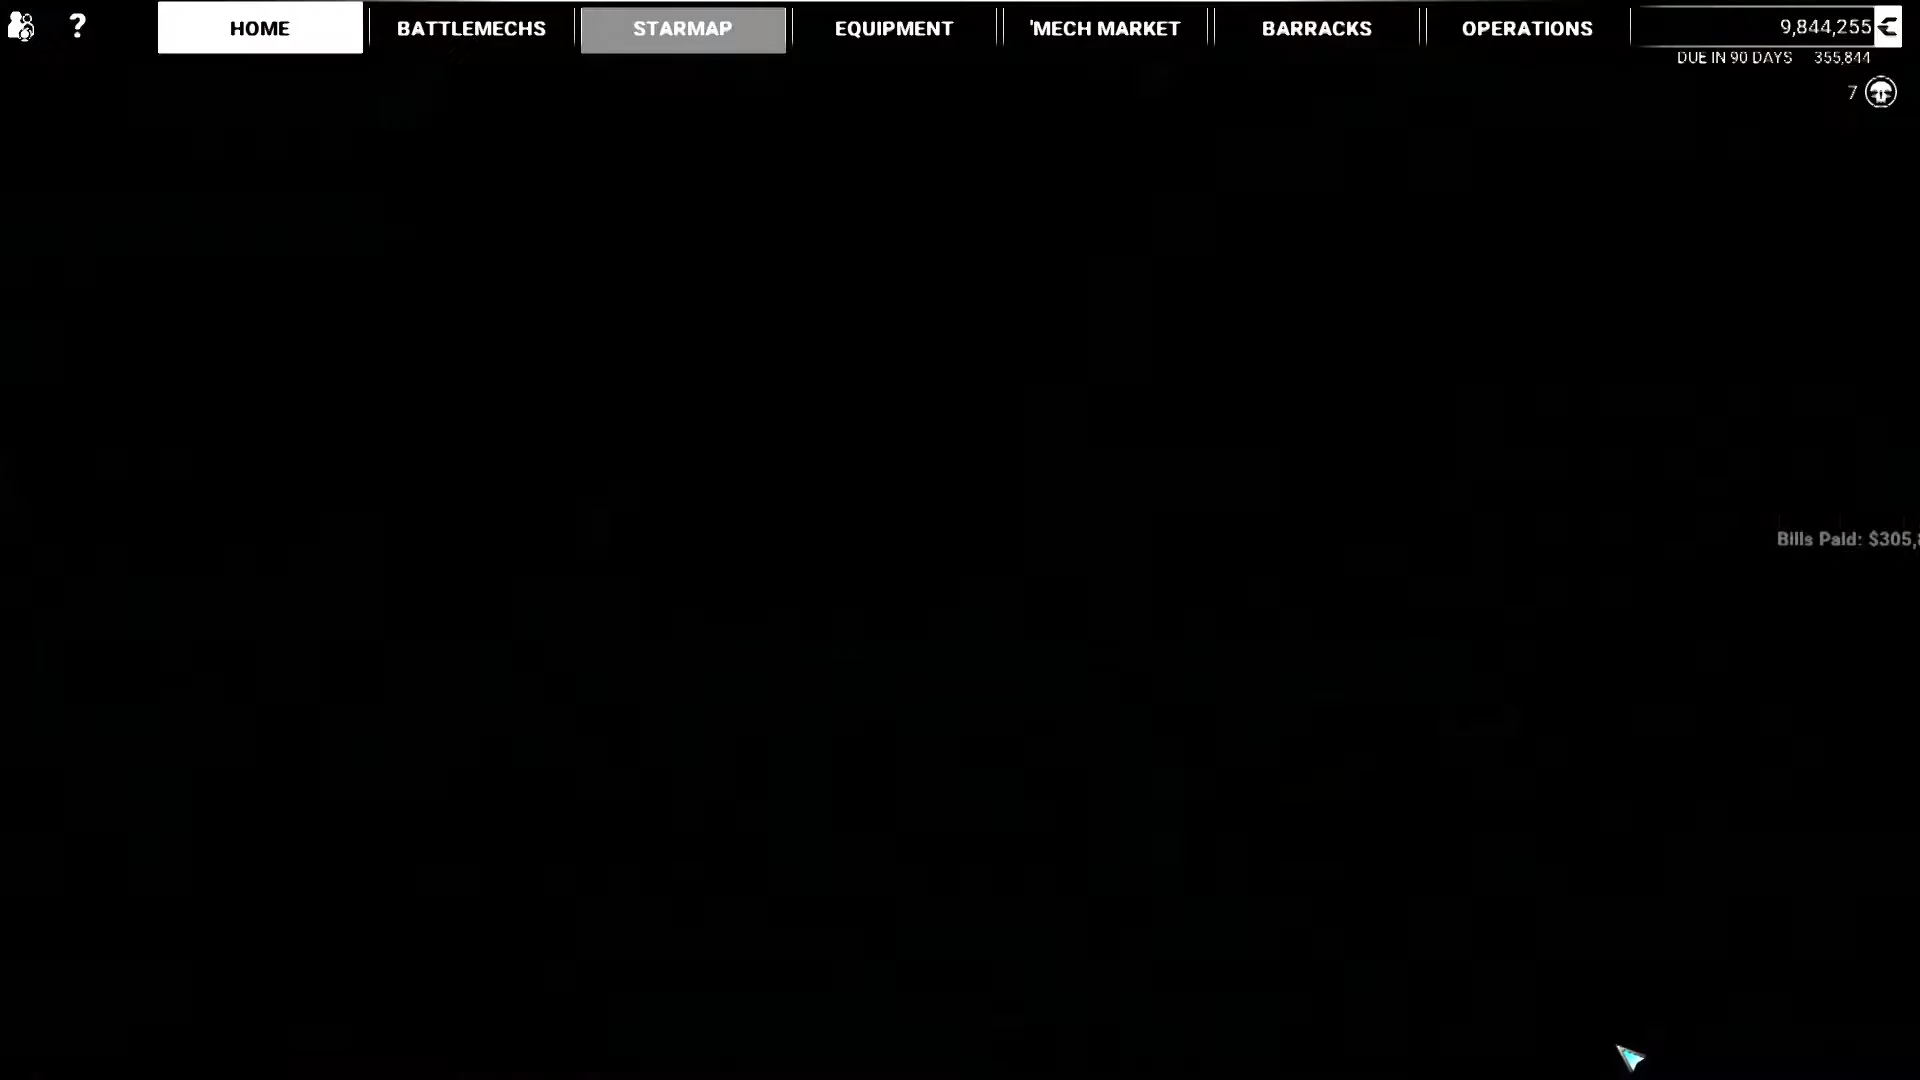 ?
HOME
BATTLEMECHS
STARMAP
EQUIPMENT
'MECH MARKET
BARRACKS
OPERATIONS
9,844,255
DUE IN 90 DAYS 355,844
7
Bills Paid: $305,